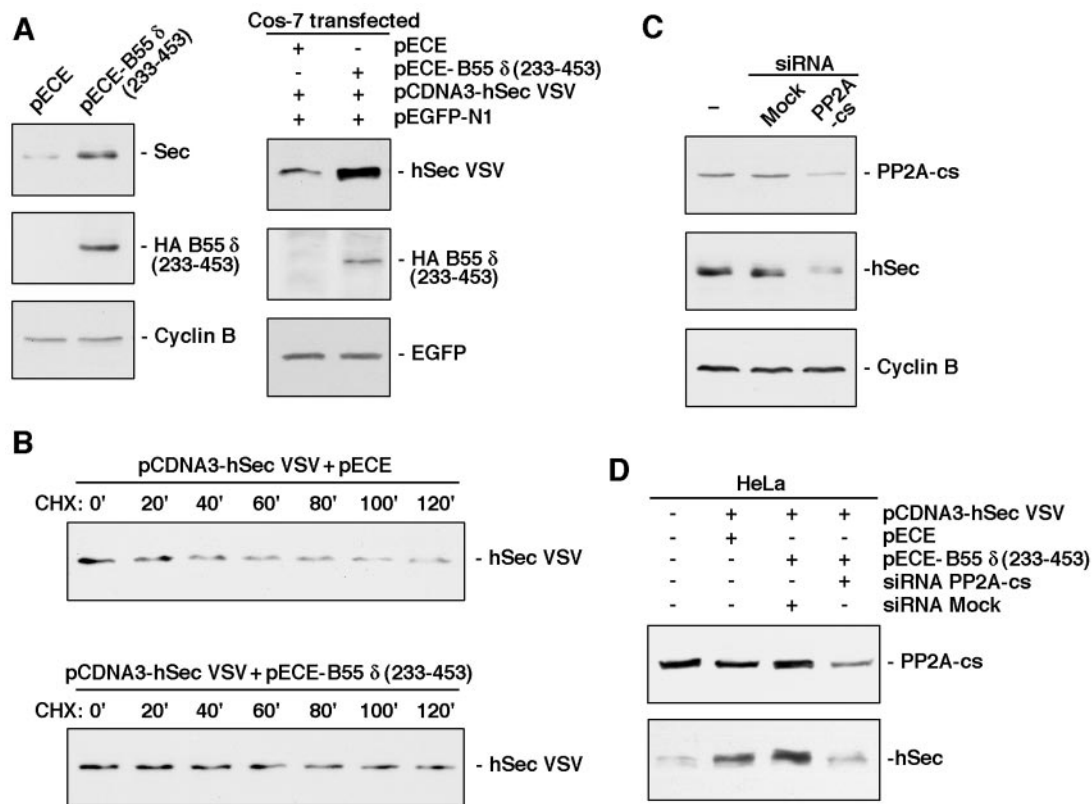 A
pECE
pECE-B55 δ
(233-453)
- Sec
- HA B55 δ
(233-453)
- Cyclin B
Cos-7 transfected
+ - pECE
- + pECE-B55 δ (233-453)
+ + pCDNA3-hSec VSV
+ + pEGFP-N1
- hSec VSV
- HA B55 δ
(233-453)
- EGFP
B
pCDNA3-hSec VSV + pECE
CHX: 0' 20' 40' 60' 80' 100' 120'
- hSec VSV
pCDNA3-hSec VSV + pECE-B55 δ (233-453)
CHX: 0' 20' 40' 60' 80' 100' 120'
- hSec VSV
C
siRNA
– Mock PP2A
-cs
- PP2A-cs
-hSec
- Cyclin B
D
HeLa
- + + + pCDNA3-hSec VSV
- + - - pECE
- - + + pECE-B55 δ (233-453)
- - - + siRNA PP2A-cs
- - + - siRNA Mock
- PP2A-cs
-hSec